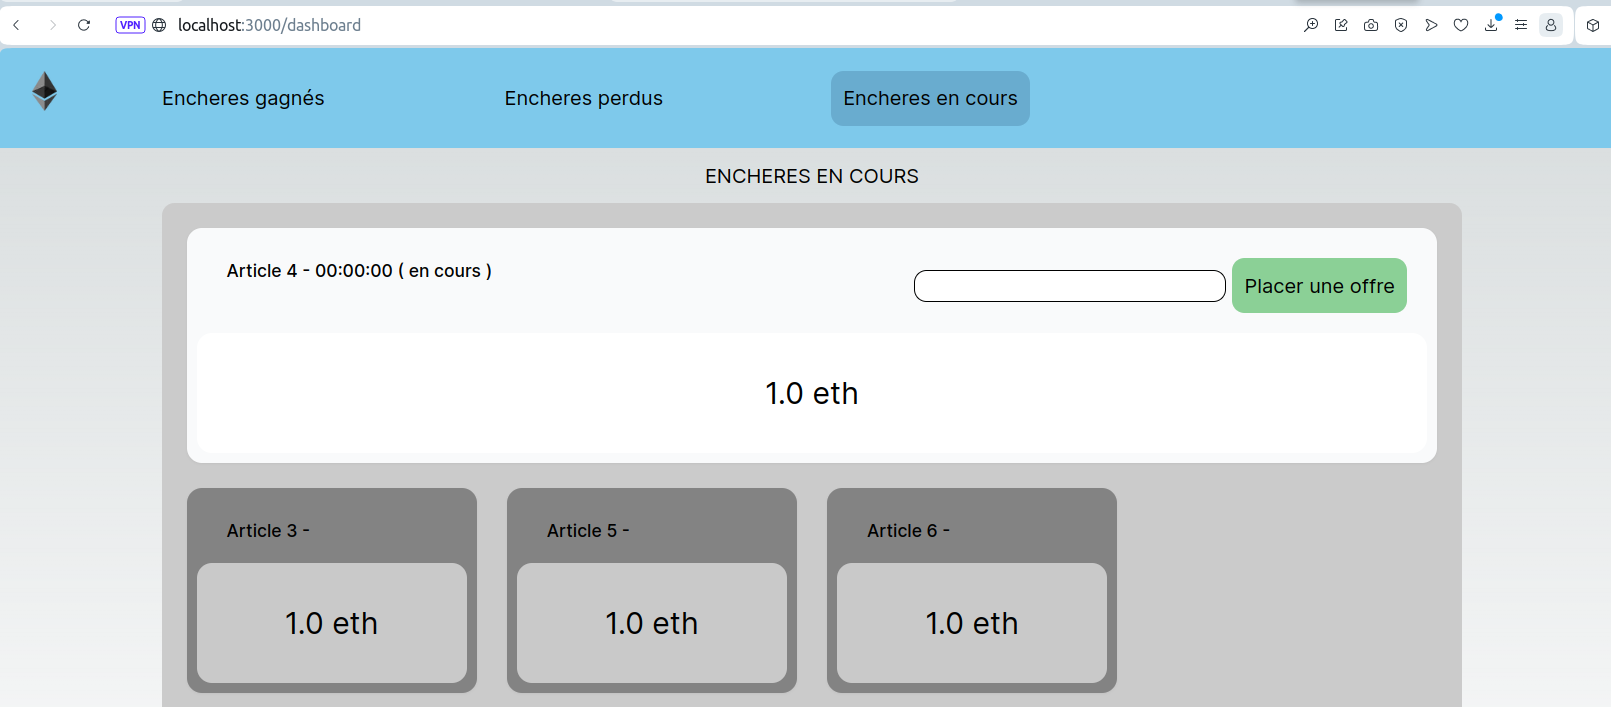 VPN localhost:3000/dashboard
Encheres gagnés Encheres perdus Encheres en cours
ENCHERES EN COURS
Article 4 - 00:00:00 ( en cours )
Placer une offre
1.0 eth
Article 3 - Article 5 - Article 6 -
1.0 eth 1.0 eth 1.0 eth